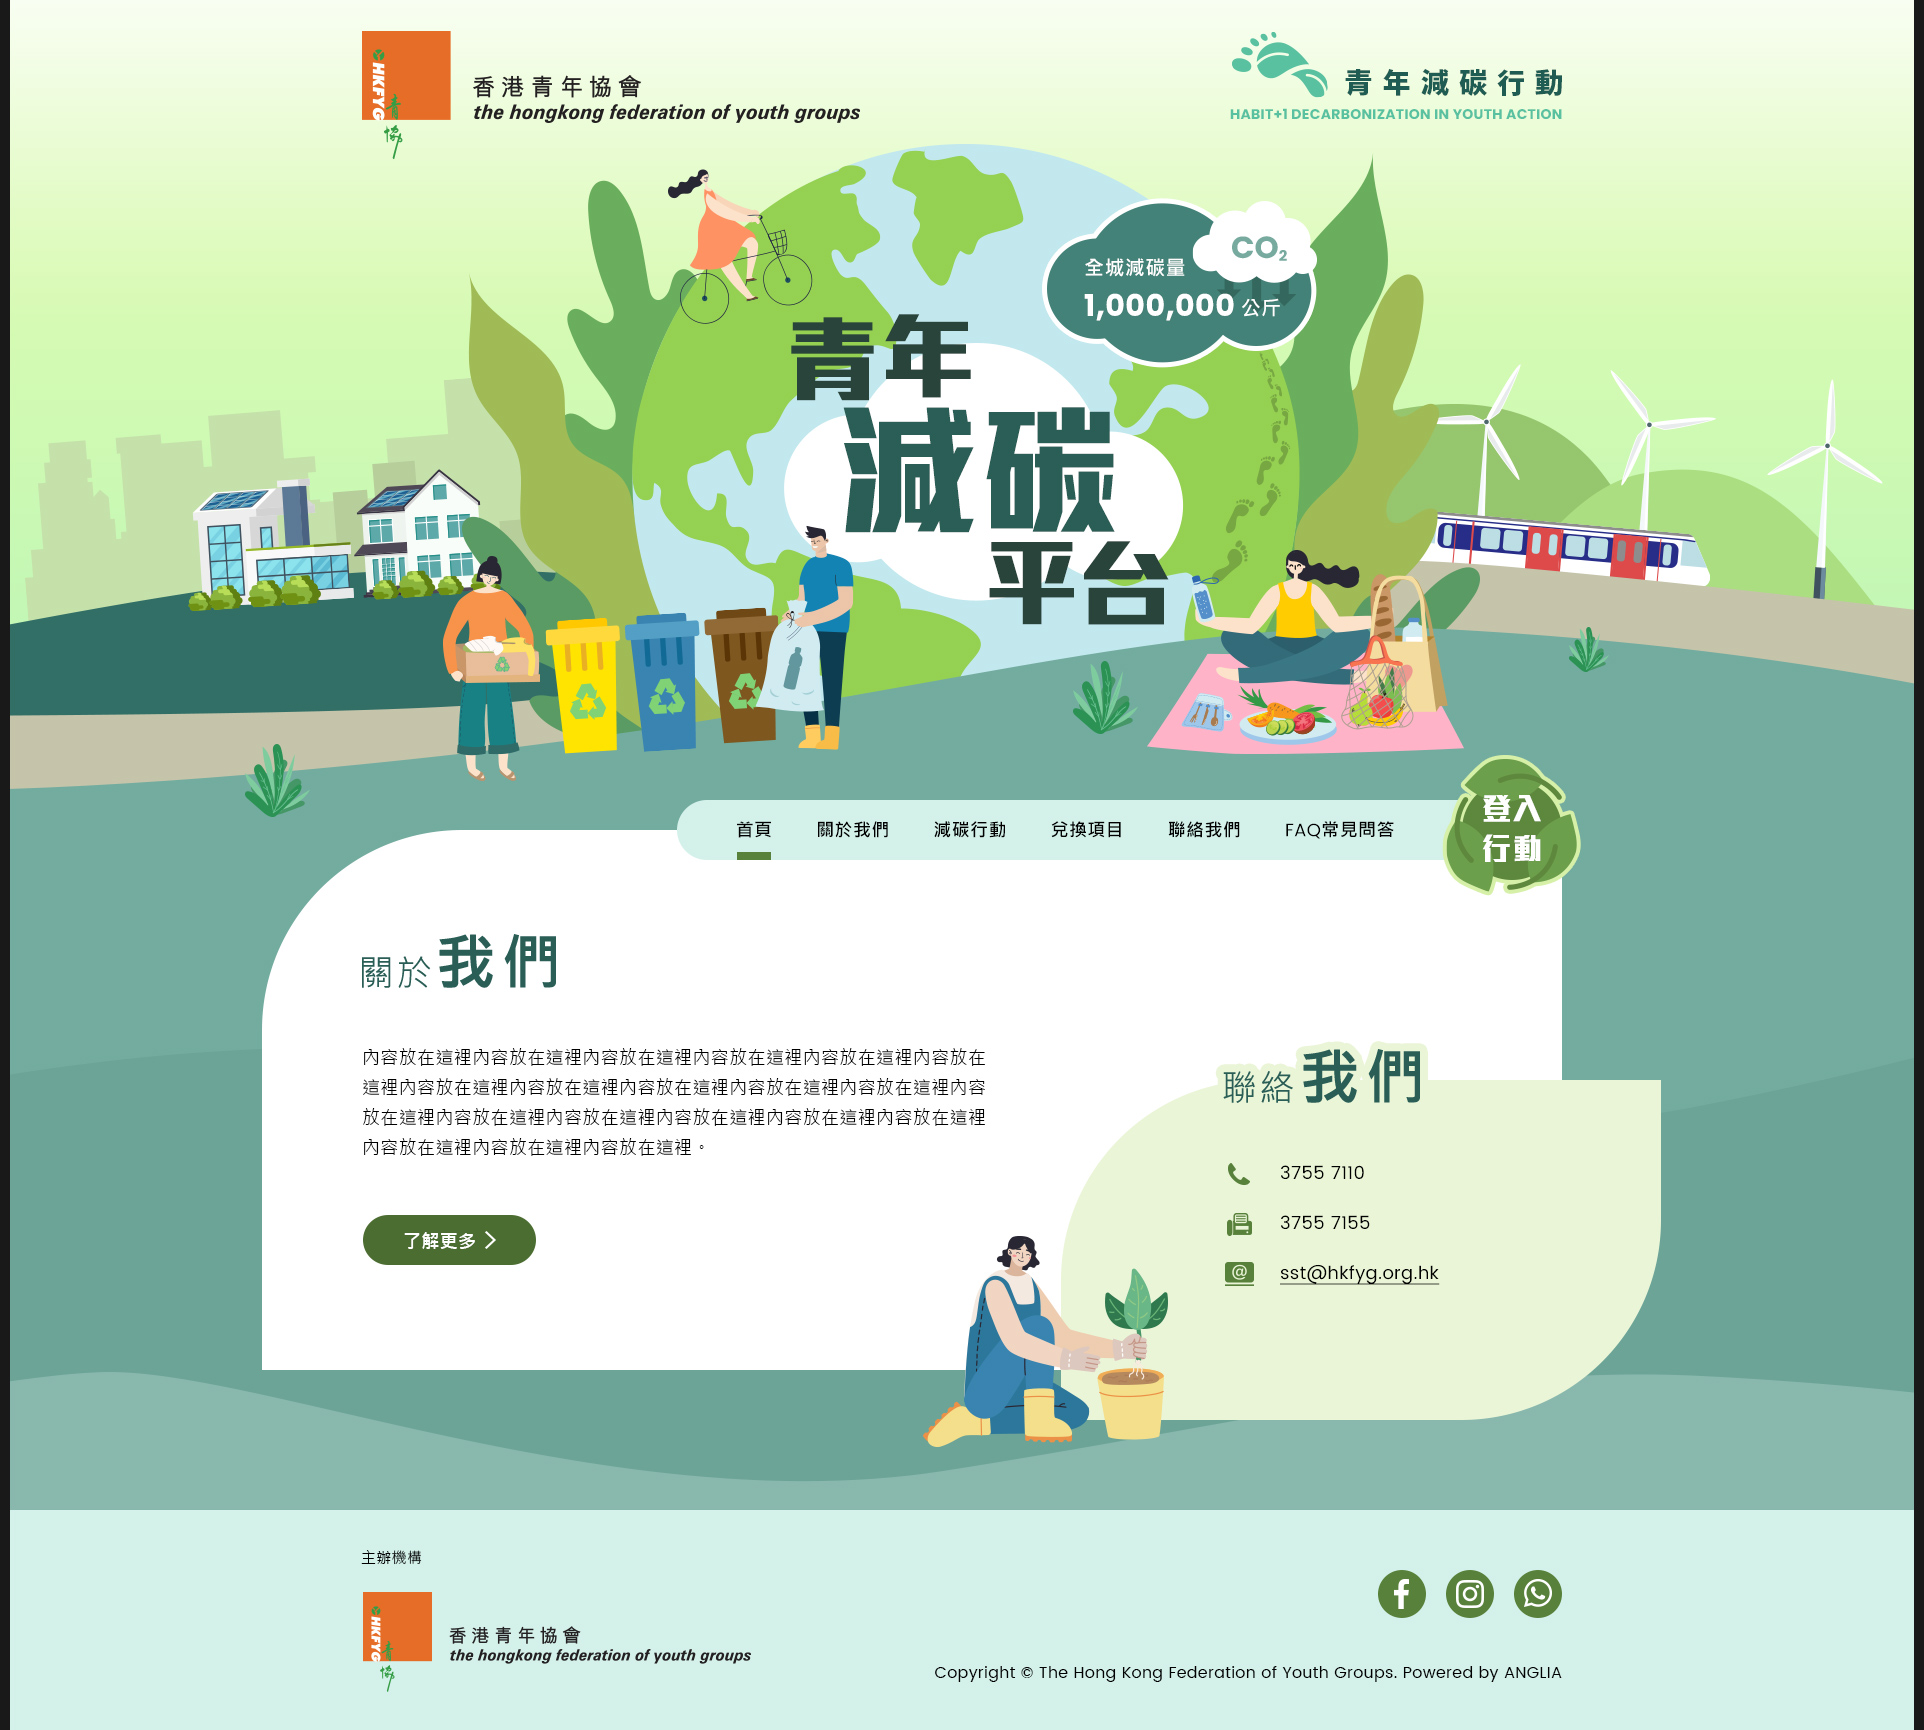 HKFYG
青協
香港青年協會
the hongkong federation of youth groups
青年減碳行動
HABIT+1 DECARBONIZATION IN YOUTH ACTION
CO2
全城減碳量
1,000,000 公斤
青年
減碳
平台
首頁 關於我們 減碳行動 兌換項目 聯絡我們 FAQ常見問答
登入
行動
關於我們
內容放在這裡內容放在這裡內容放在這裡內容放在這裡內容放在這裡內容放在
這裡內容放在這裡內容放在這裡內容放在這裡內容放在這裡內容放在這裡內容
放在這裡內容放在這裡內容放在這裡內容放在這裡內容放在這裡內容放在這裡
內容放在這裡內容放在這裡內容放在這裡。
了解更多
聯絡我們
3755 7110
3755 7155
sst@hkfyg.org.hk
主辦機構
HKFYG
青協
香港青年協會
the hongkong federation of youth groups
Copyright © The Hong Kong Federation of Youth Groups. Powered by ANGLIA